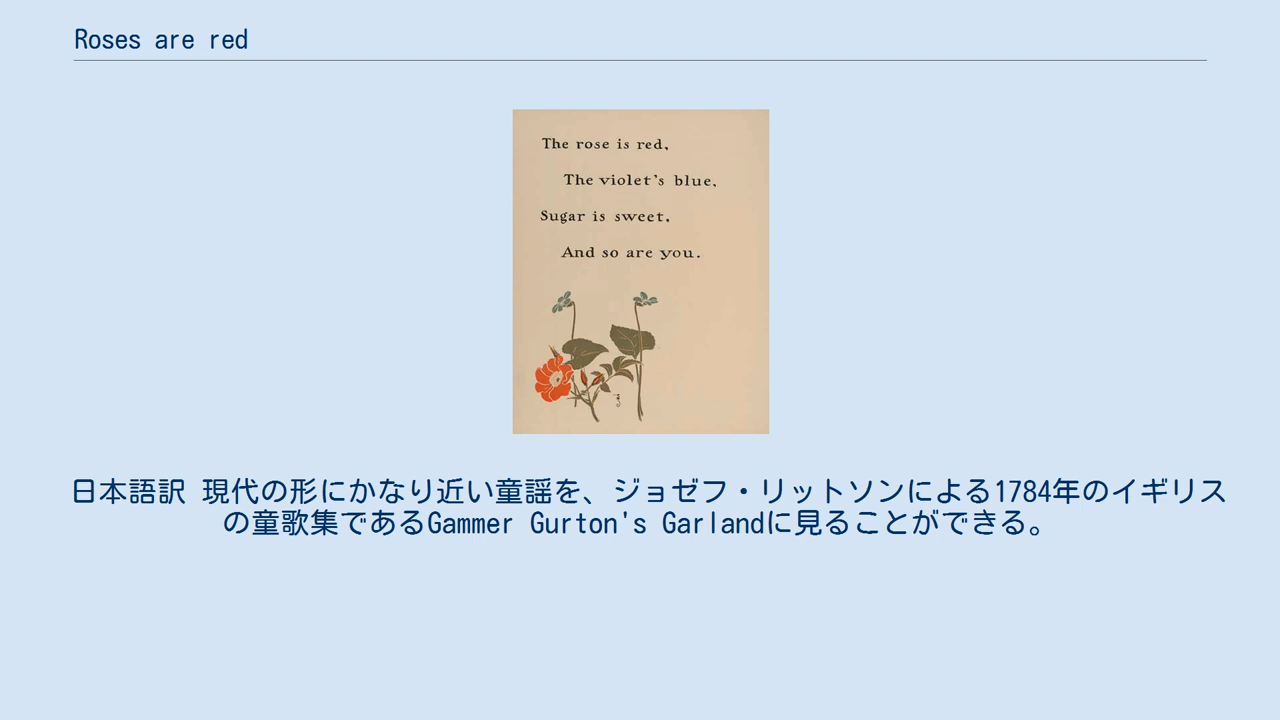 Roses are red
The rose is red,
The violet's blue,
Sugar is sweet,
And so are you.
日本語訳 現代の形にかなり近い童謡を、ジョゼフ・リットソンによる1784年のイギリス
の童歌集であるGammer Gurton's Garlandに見ることができる。